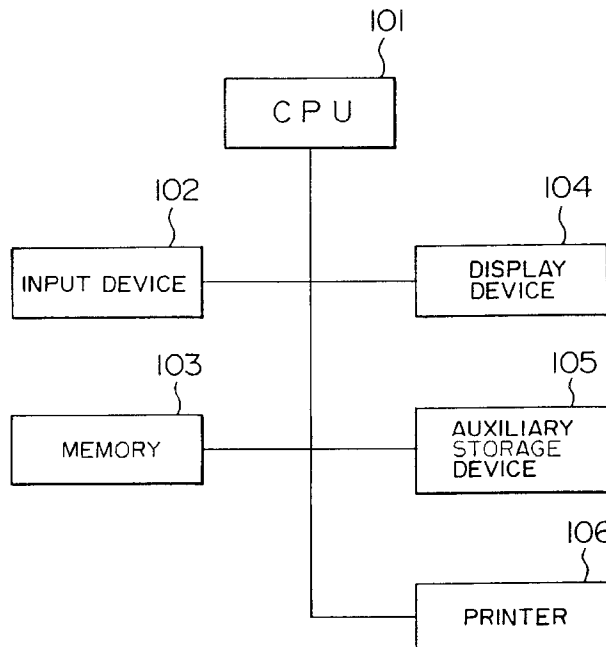 101
CPU
102
INPUT DEVICE
104
DISPLAY
DEVICE
103
MEMORY
105
AUXILIARY
STORAGE
DEVICE
106
PRINTER